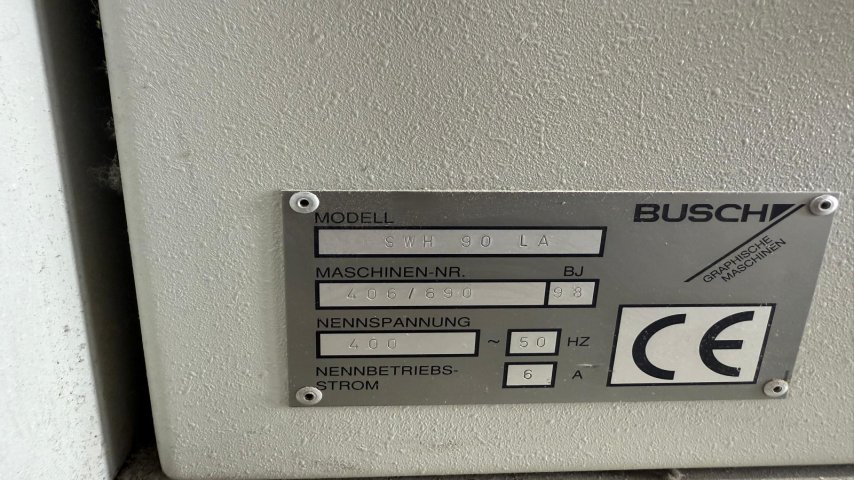 BUSCH
GRAPHISCHE
MASCHINEN
MODELL
SWH 90 LA
MASCHINEN-NR. BJ
406/690 98
NENNSPANNUNG
400 ~ 50 HZ
NENNBETRIEBS-
STROM 6 A
CE